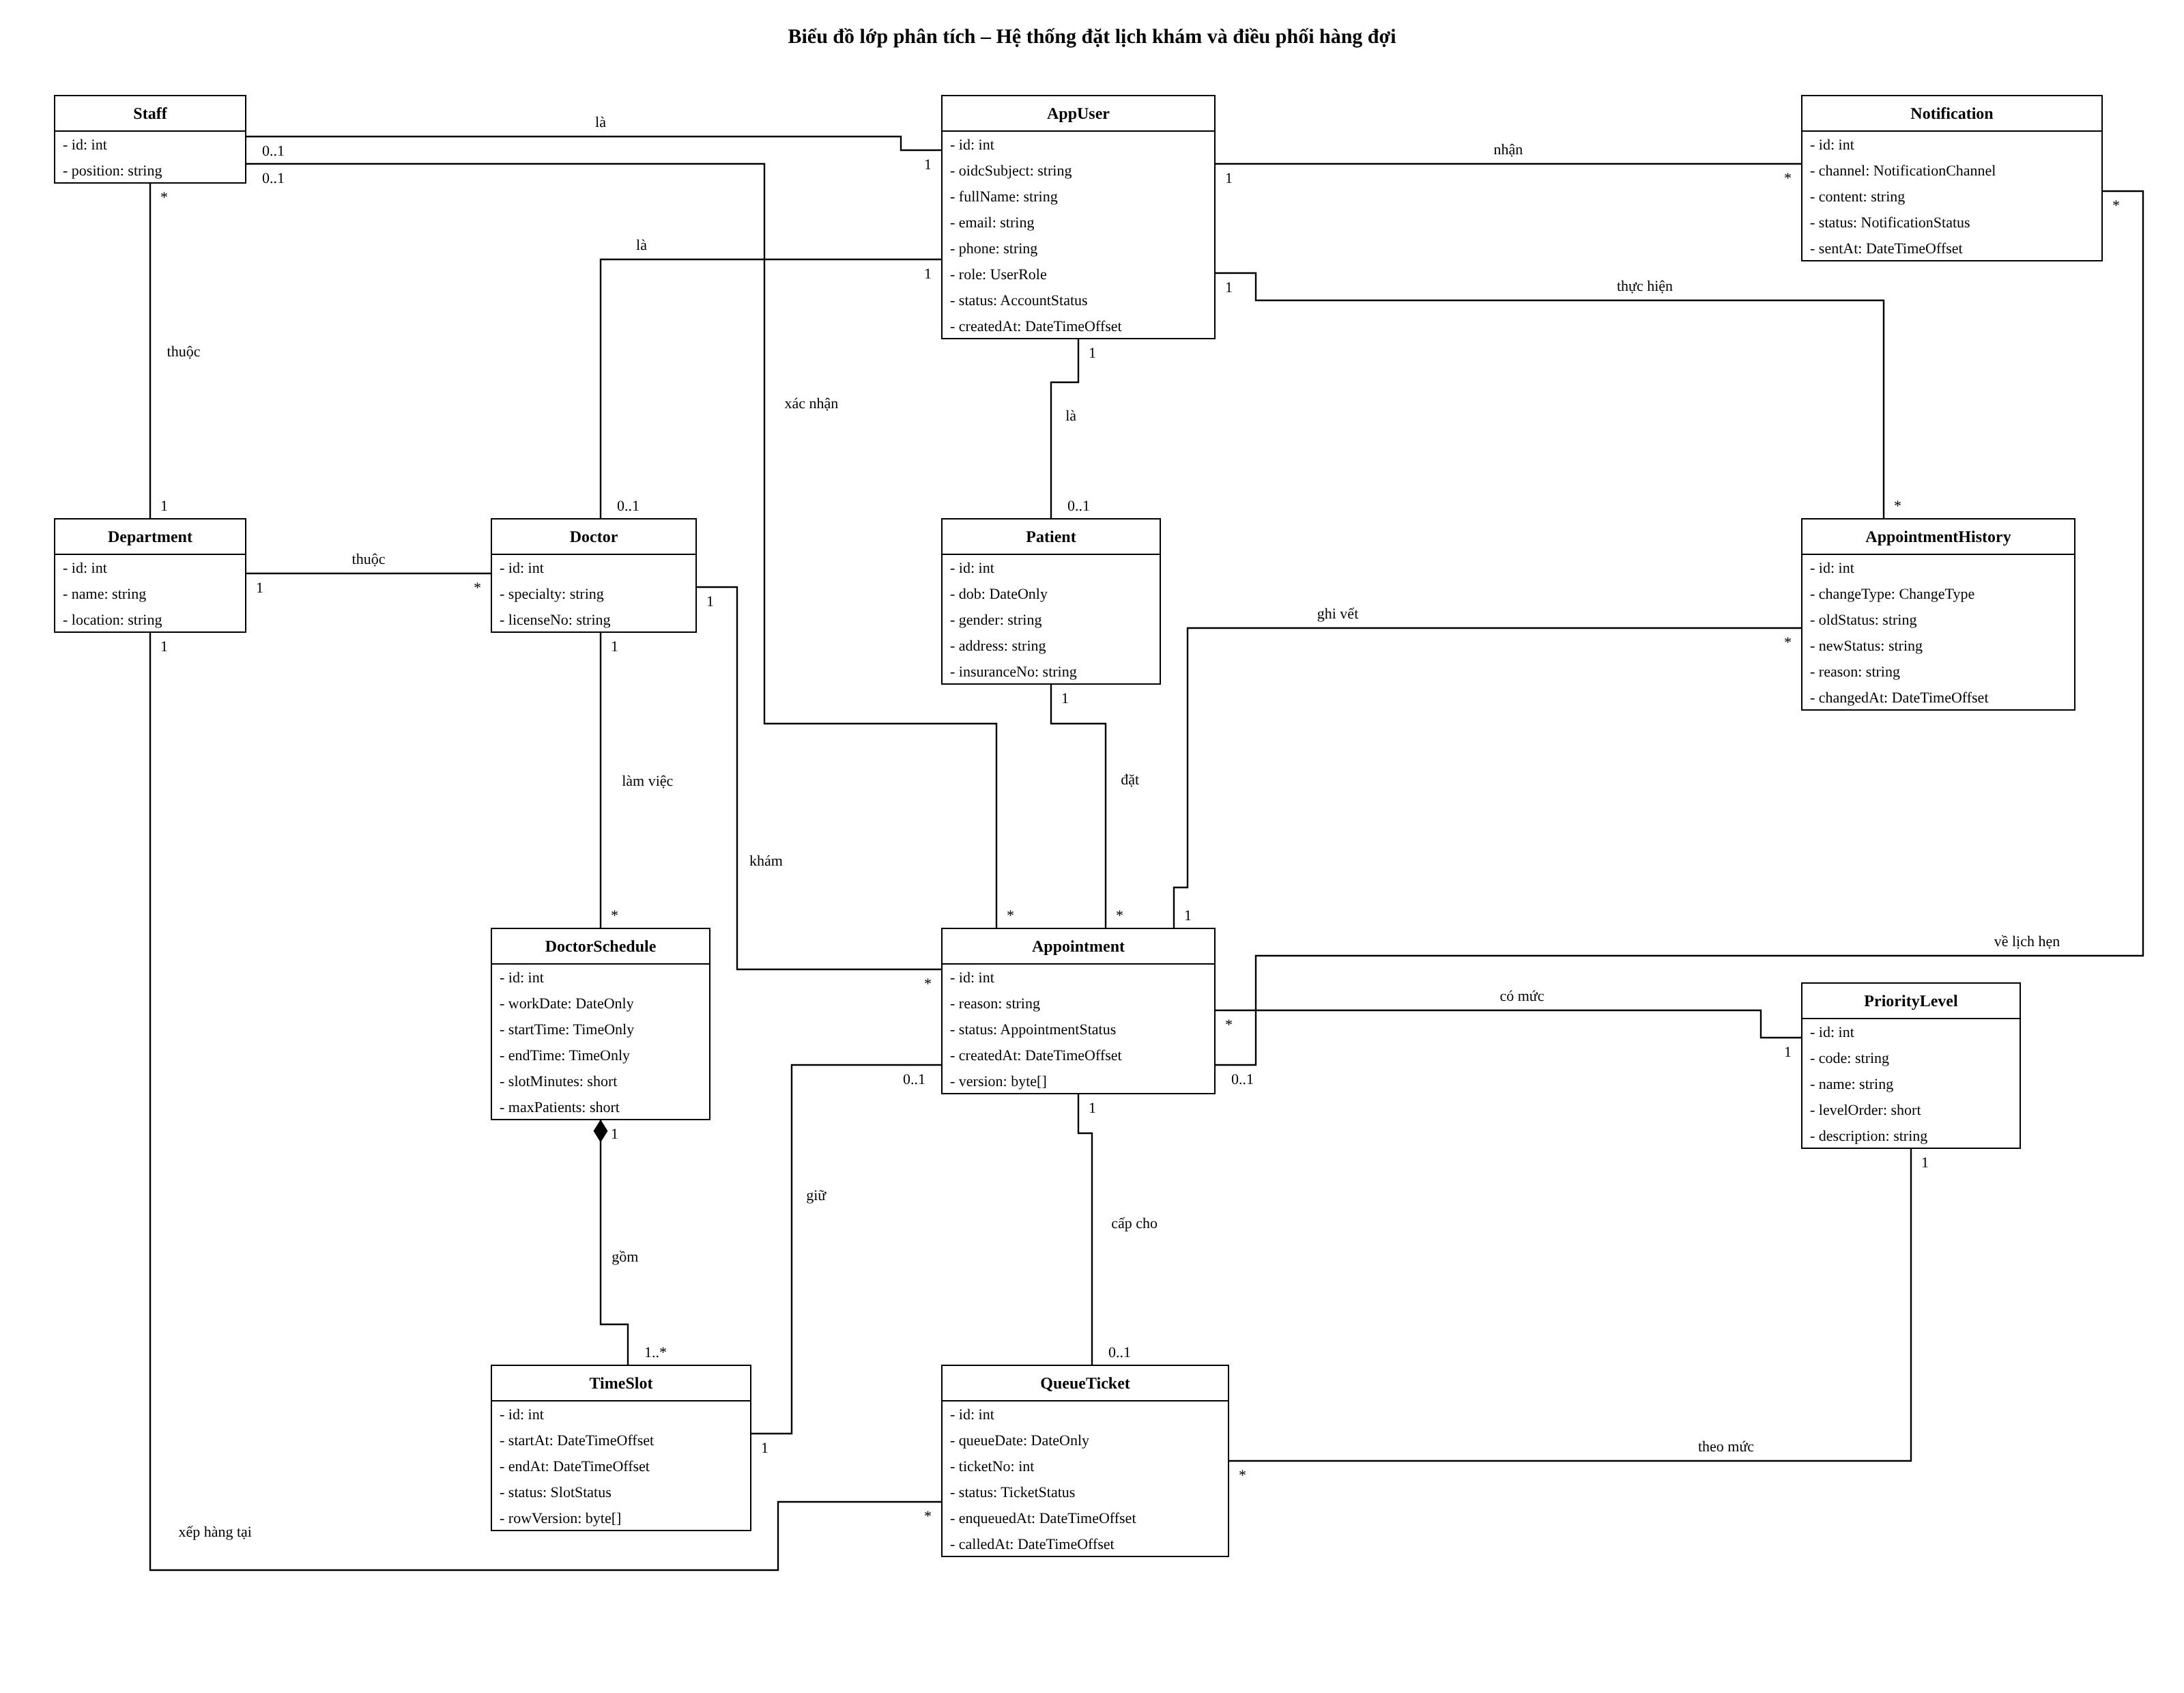 Biểu đồ lớp phân tích – Hệ thống đặt lịch khám và điều phối hàng đợi
Staff
- id: int
- position: string
là
0..1
1
0..1
*
AppUser
- id: int
- oidcSubject: string
- fullName: string
- email: string
- phone: string
- role: UserRole
- status: AccountStatus
- createdAt: DateTimeOffset
nhận
1
*
Notification
- id: int
- channel: NotificationChannel
- content: string
- status: NotificationStatus
- sentAt: DateTimeOffset
*
là
1
1
thực hiện
1
thuộc
xác nhận
là
1
0..1
0..1
*
Department
- id: int
- name: string
- location: string
thuộc
1
*
1
Doctor
- id: int
- specialty: string
- licenseNo: string
1
1
Patient
- id: int
- dob: DateOnly
- gender: string
- address: string
- insuranceNo: string
1
ghi vết
*
AppointmentHistory
- id: int
- changeType: ChangeType
- oldStatus: string
- newStatus: string
- reason: string
- changedAt: DateTimeOffset
làm việc
đặt
khám
*
*
*
1
DoctorSchedule
- id: int
- workDate: DateOnly
- startTime: TimeOnly
- endTime: TimeOnly
- slotMinutes: short
- maxPatients: short
1
*
Appointment
- id: int
- reason: string
- status: AppointmentStatus
- createdAt: DateTimeOffset
- version: byte[]
0..1
0..1
1
về lịch hẹn
có mức
*
1
PriorityLevel
- id: int
- code: string
- name: string
- levelOrder: short
- description: string
1
giữ
cấp cho
gồm
1..*
0..1
TimeSlot
- id: int
- startAt: DateTimeOffset
- endAt: DateTimeOffset
- status: SlotStatus
- rowVersion: byte[]
1
QueueTicket
- id: int
- queueDate: DateOnly
- ticketNo: int
- status: TicketStatus
- enqueuedAt: DateTimeOffset
- calledAt: DateTimeOffset
theo mức
*
*
xếp hàng tại